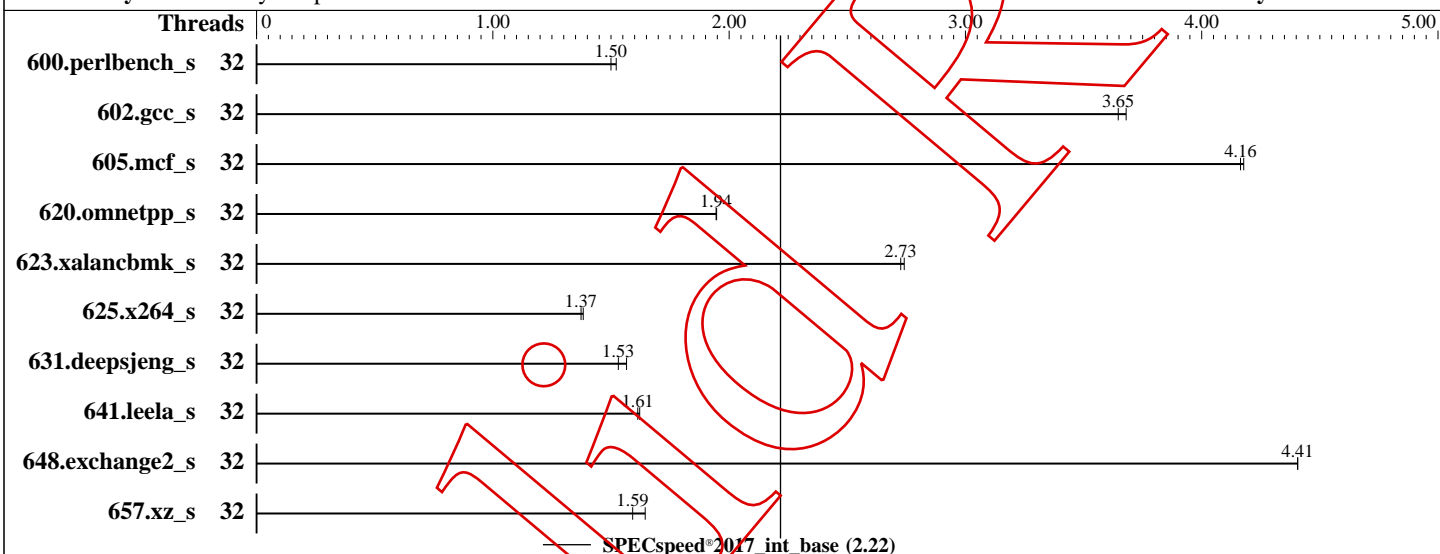 Threads 0 1.00 2.00 3.00 4.00 5.00
600.perlbench_s 32 1.50
602.gcc_s 32 3.65
605.mcf_s 32 4.16
620.omnetpp_s 32 1.94
623.xalancbmk_s 32 2.73
625.x264_s 32 1.37
631.deepsjeng_s 32 1.53
641.leela_s 32 1.61
648.exchange2_s 32 4.41
657.xz_s 32 1.59
SPECspeed®2017_int_base (2.22)